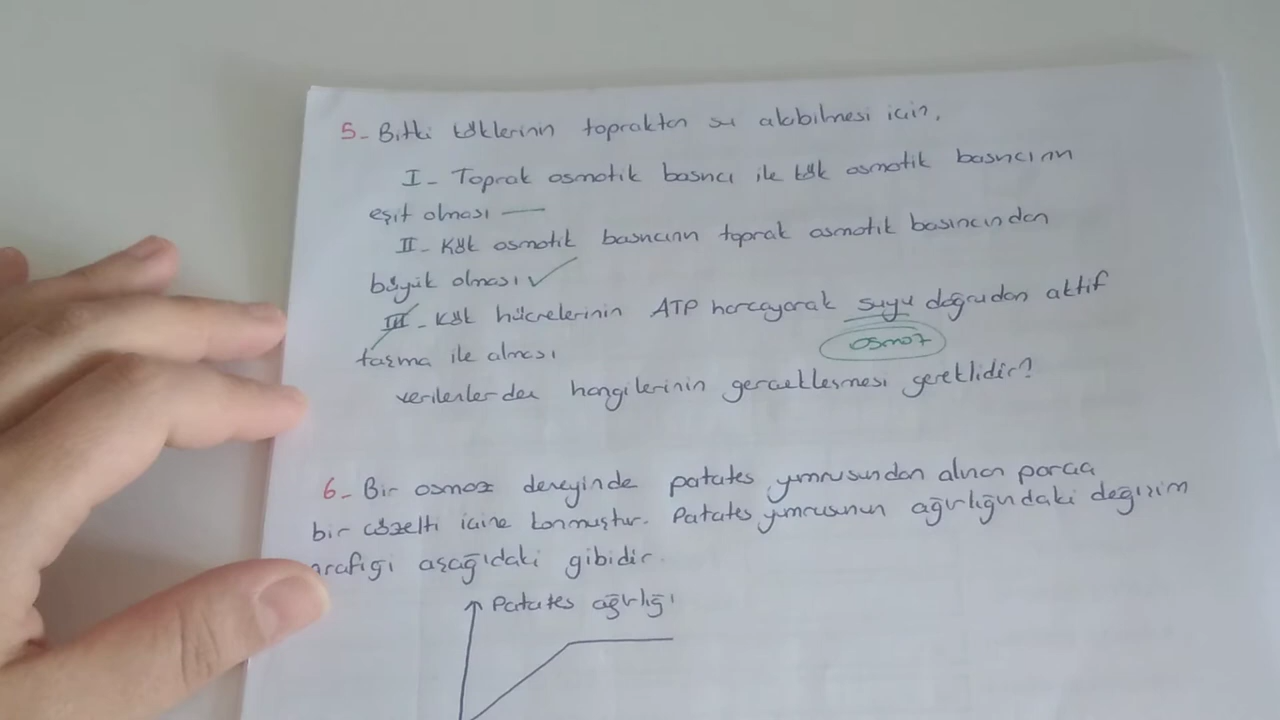 5- Bitki köklerinin topraktan su alabilmesi için,
I- Toprak osmotik basıncı ile kök osmotik basıncının
eşit olması —
II- Kök osmotik basıncının toprak osmotik basıncından
büyük olması ✓
III- Kök hücrelerinin ATP harcayarak suyu doğrudan aktif
osmoz
taşıma ile alması
verilenlerden hangilerinin gerçekleşmesi gereklidir?
6- Bir osmoz deneyinde patates yumrusundan alınan parça
bir çözelti içine konmuştur. Patates yumrusunun ağırlığındaki değişim
grafiği aşağıdaki gibidir.
Patates ağırlığı